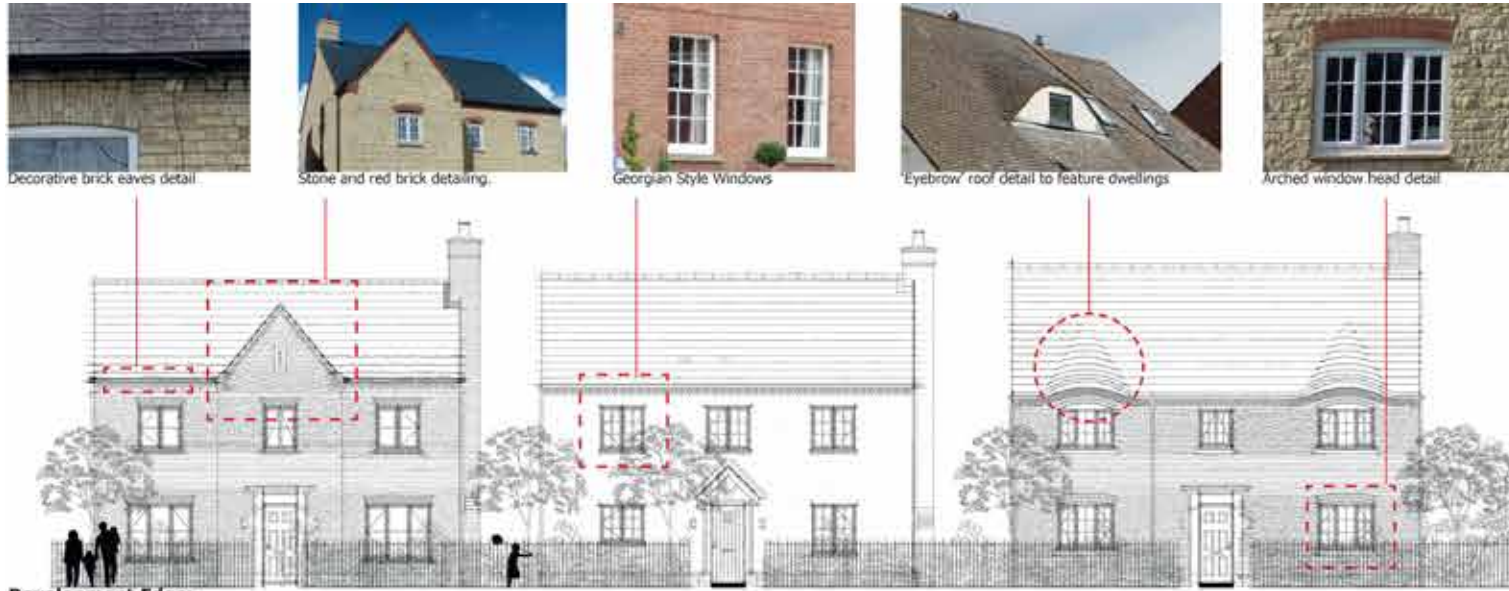 Decorative brick eaves detail
Stone and red brick detailing.
Georgian Style Windows
'Eyebrow' roof detail to feature dwellings
Arched window head detail